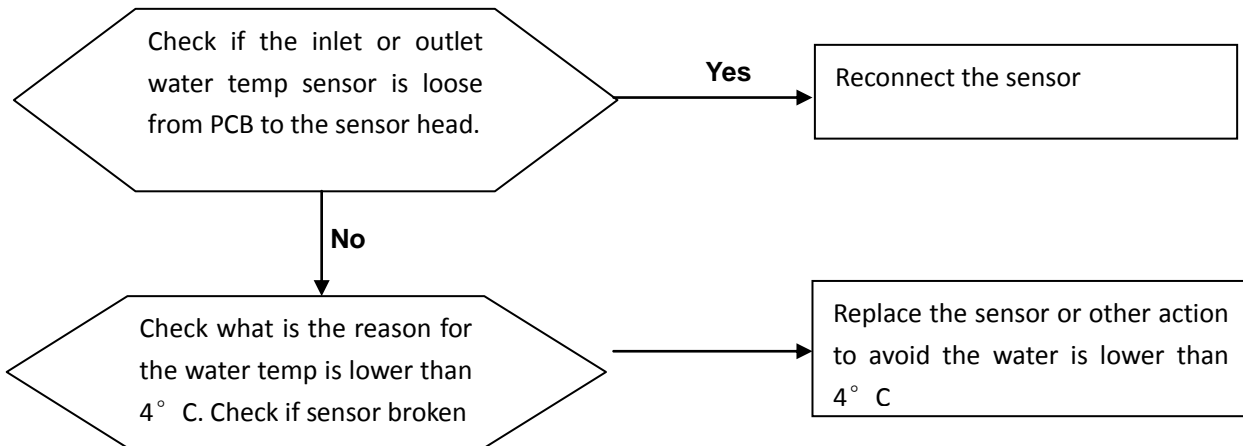 Check if the inlet or outlet
water temp sensor is loose
from PCB to the sensor head.
Yes
Reconnect the sensor
No
Check what is the reason for
the water temp is lower than
4° C. Check if sensor broken
Replace the sensor or other action
to avoid the water is lower than
4° C